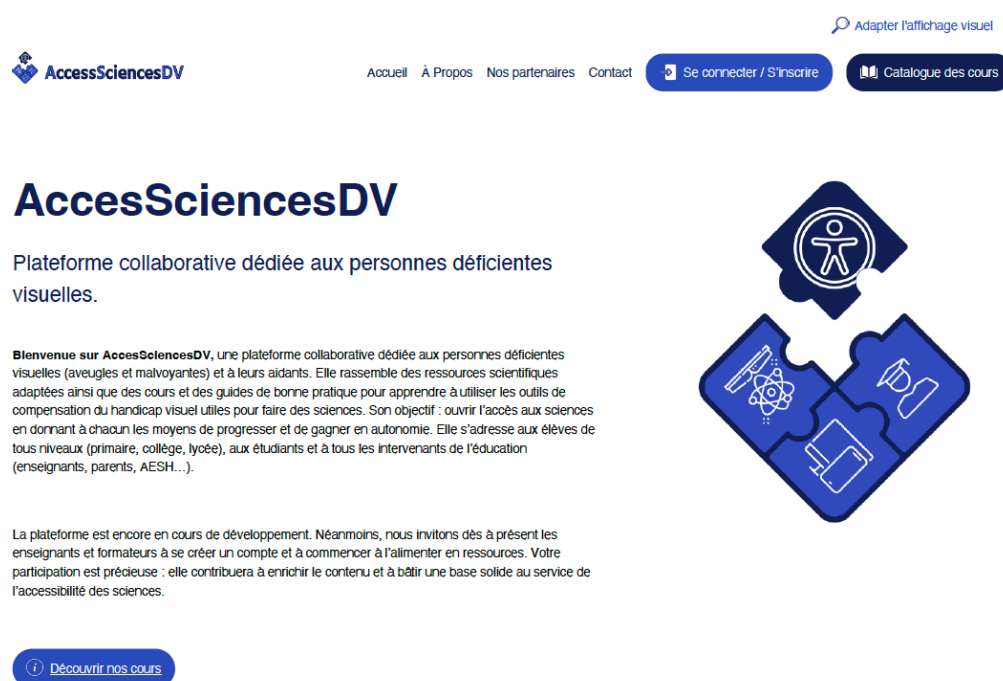 Adapter l'affichage visuel
AccessSciencesDV
Accueil À Propos Nos partenaires Contact Se connecter / S'inscrire Catalogue des cours
AccesSciencesDV
Plateforme collaborative dédiée aux personnes déficientes
visuelles.
Bienvenue sur AccesSciencesDV, une plateforme collaborative dédiée aux personnes déficientes
visuelles (aveugles et malvoyantes) et à leurs aidants. Elle rassemble des ressources scientifiques
adaptées ainsi que des cours et des guides de bonne pratique pour apprendre à utiliser les outils de
compensation du handicap visuel utiles pour faire des sciences. Son objectif : ouvrir l'accès aux sciences
en donnant à chacun les moyens de progresser et de gagner en autonomie. Elle s'adresse aux élèves de
tous niveaux (primaire, collège, lycée), aux étudiants et à tous les intervenants de l'éducation
(enseignants, parents, AESH…).
La plateforme est encore en cours de développement. Néanmoins, nous invitons dès à présent les
enseignants et formateurs à se créer un compte et à commencer à l'alimenter en ressources. Votre
participation est précieuse : elle contribuera à enrichir le contenu et à bâtir une base solide au service de
l'accessibilité des sciences.
Découvrir nos cours